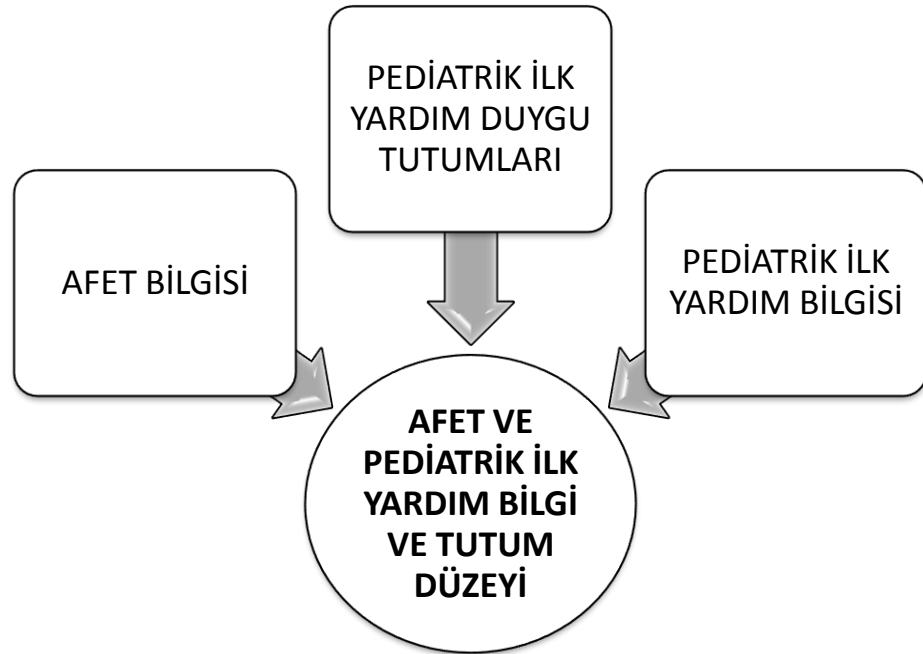 PEDİATRİK İLK
YARDIM DUYGU
TUTUMLARI
AFET BİLGİSİ
PEDİATRİK İLK
YARDIM BİLGİSİ
AFET VE
PEDİATRİK İLK
YARDIM BİLGİ
VE TUTUM
DÜZEYİ